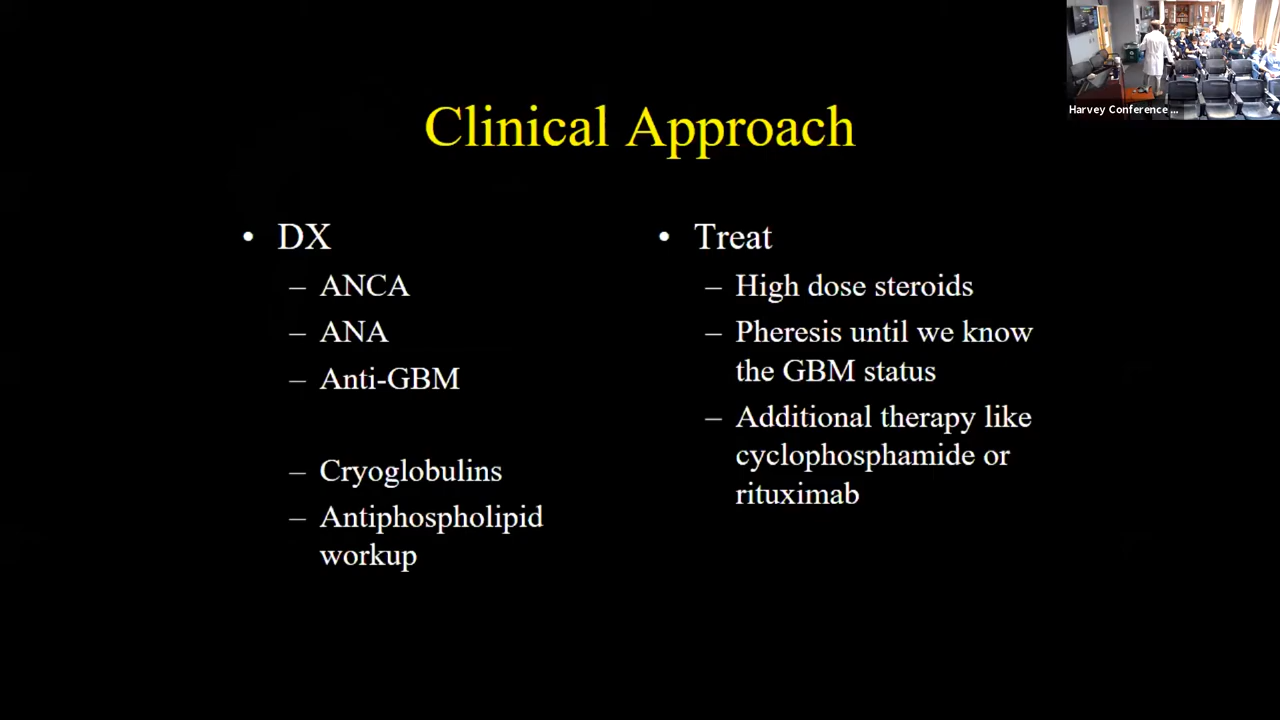 Harvey Conference ...
Clinical Approach
• DX
– ANCA
– ANA
– Anti-GBM
– Cryoglobulins
– Antiphospholipid
workup
• Treat
– High dose steroids
– Pheresis until we know
the GBM status
– Additional therapy like
cyclophosphamide or
rituximab